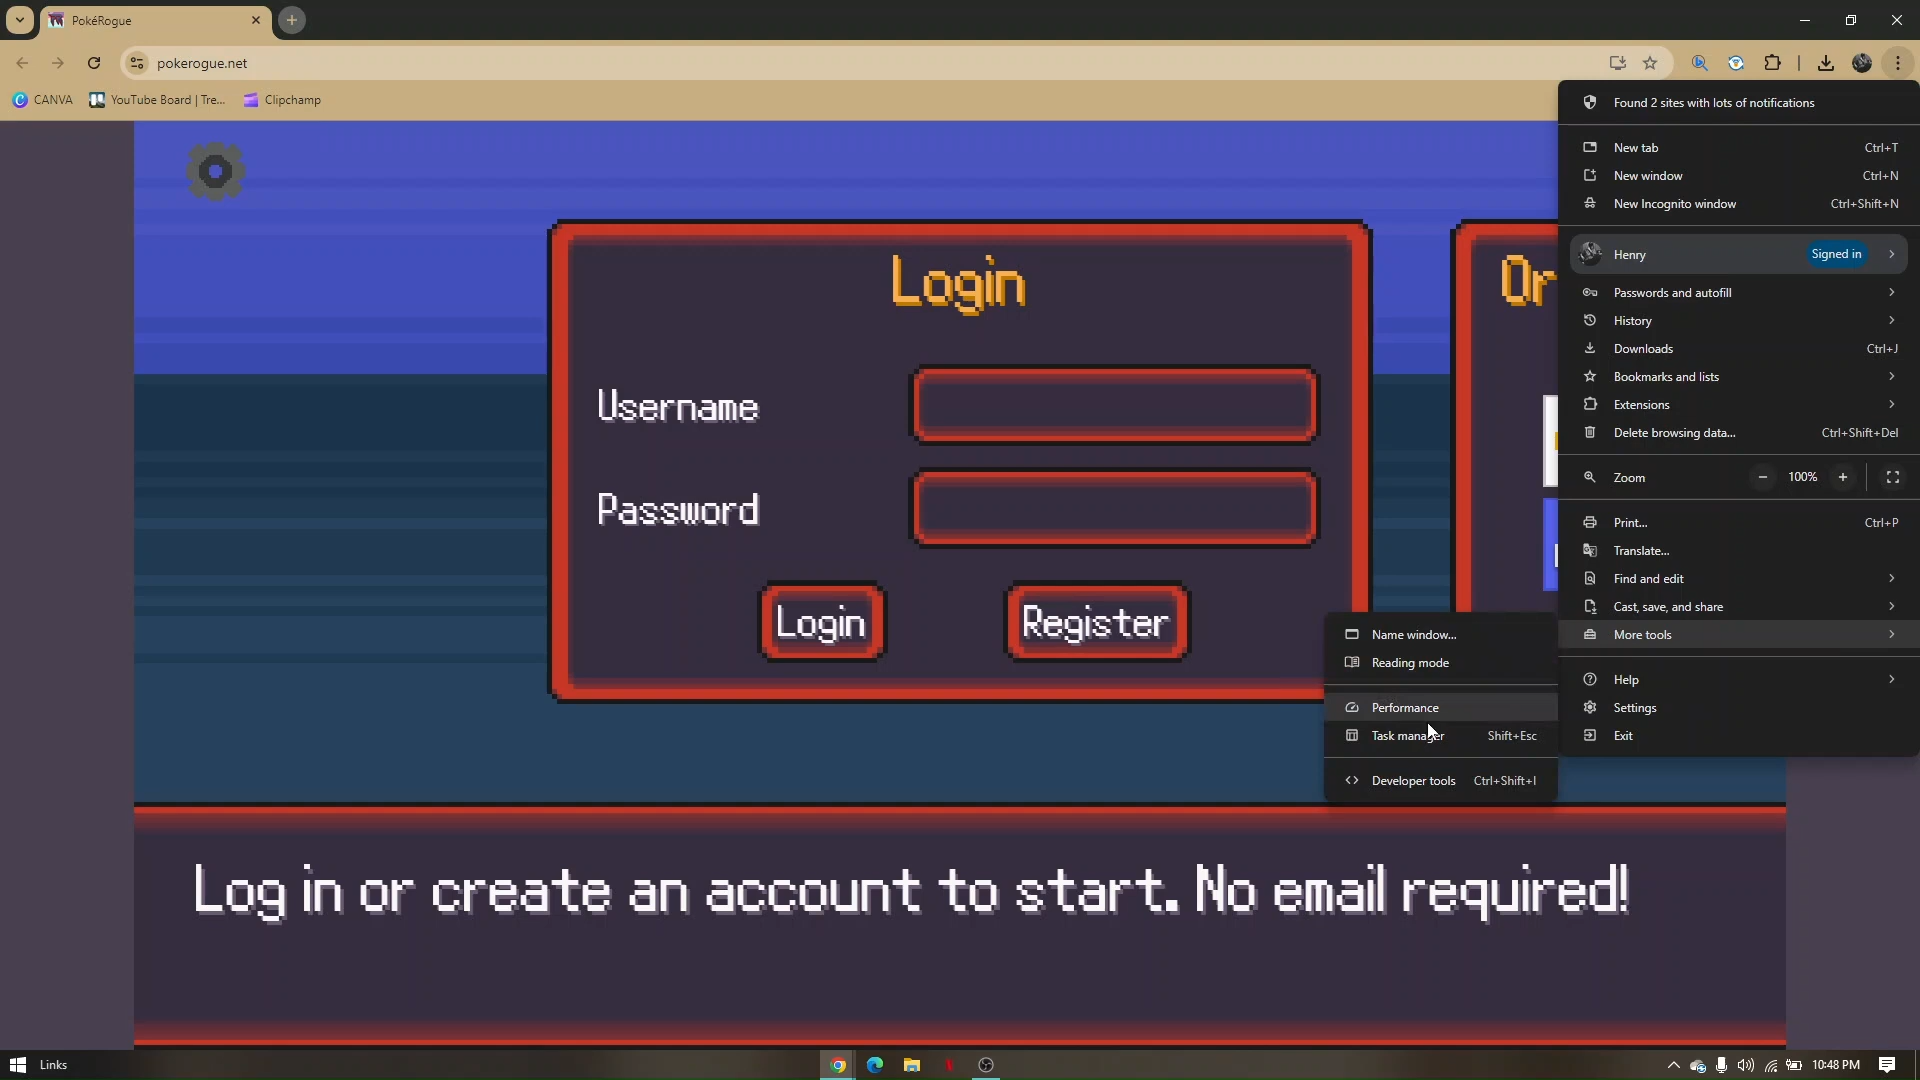 PokéRogue
pokerogue.net
CANVA
YouTube Board | Tre...
Clipchamp
Login
Username
Password
Login
Register
Or
Log in or create an account to start. No email required!
Found 2 sites with lots of notifications
New tab Ctrl+T
New window Ctrl+N
New Incognito window Ctrl+Shift+N
Henry Signed in
Passwords and autofill
History
Downloads Ctrl+J
Bookmarks and lists
Extensions
Delete browsing data... Ctrl+Shift+Del
Zoom 100%
Print... Ctrl+P
Translate...
Find and edit
Cast, save, and share
More tools
Help
Settings
Exit
Name window...
Reading mode
Performance
Task manager Shift+Esc
Developer tools Ctrl+Shift+I
Links
10:48 PM